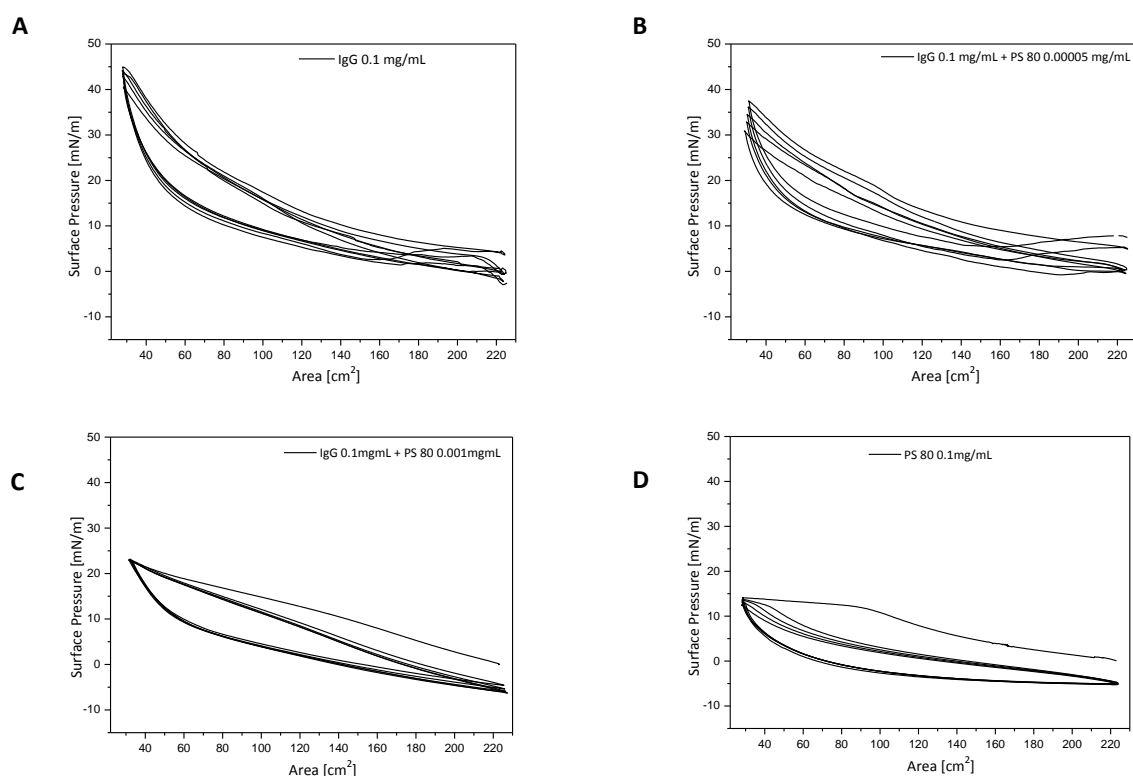 A
IgG 0.1 mg/mL
50
40
30
20
10
0
-10
Surface Pressure [mN/m]
40 60 80 100 120 140 160 180 200 220
Area [cm²]
B
IgG 0.1 mg/mL + PS 80 0.00005 mg/mL
50
40
30
20
10
0
-10
Surface Pressure [mN/m]
40 60 80 100 120 140 160 180 200 220
Area [cm²]
C
IgG 0.1mgmL + PS 80 0.001mgmL
50
40
30
20
10
0
-10
Surface Pressure [mN/m]
40 60 80 100 120 140 160 180 200 220
Area [cm²]
D
PS 80 0.1mg/mL
50
40
30
20
10
0
-10
Surface Pressure [mN/m]
40 60 80 100 120 140 160 180 200 220
Area [cm²]